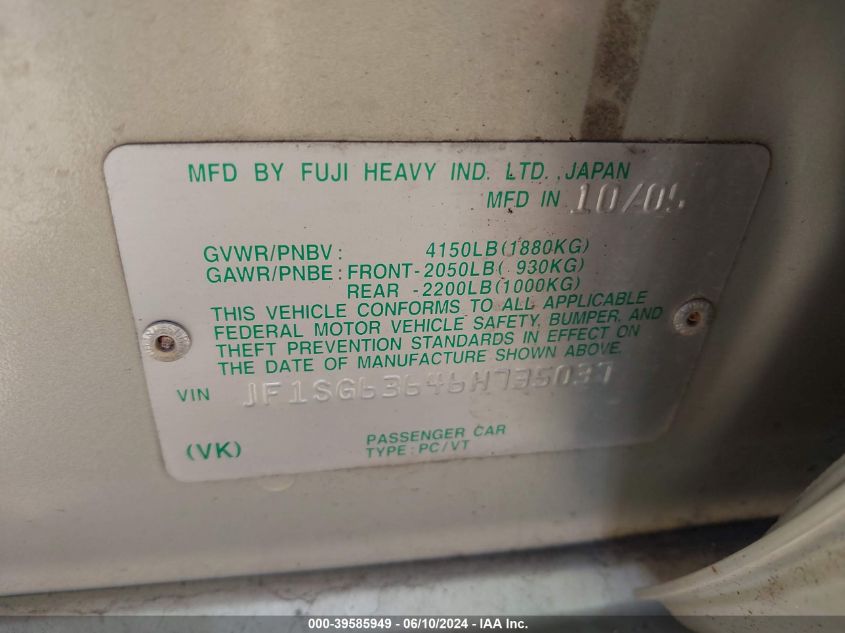 MFD BY FUJI HEAVY IND. LTD. JAPAN
MFD IN 10/05
GVWR/PNBV: 4150LB(1880KG)
GAWR/PNBE: FRONT-2050LB( 930KG)
REAR -2200LB(1000KG)
THIS VEHICLE CONFORMS TO ALL APPLICABLE
FEDERAL MOTOR VEHICLE SAFETY, BUMPER, AND
THEFT PREVENTION STANDARDS IN EFFECT ON
THE DATE OF MANUFACTURE SHOWN ABOVE.
VIN JF1SG63646H735037
(VK)
PASSENGER CAR
TYPE: PC/VT
000-39585949 - 06/10/2024 - IAA Inc.